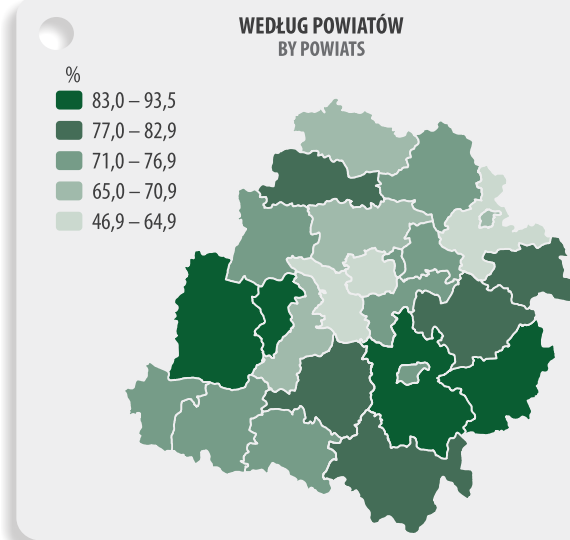 WEDŁUG POWIATÓW
BY POWIATS
%
83,0 – 93,5
77,0 – 82,9
71,0 – 76,9
65,0 – 70,9
46,9 – 64,9